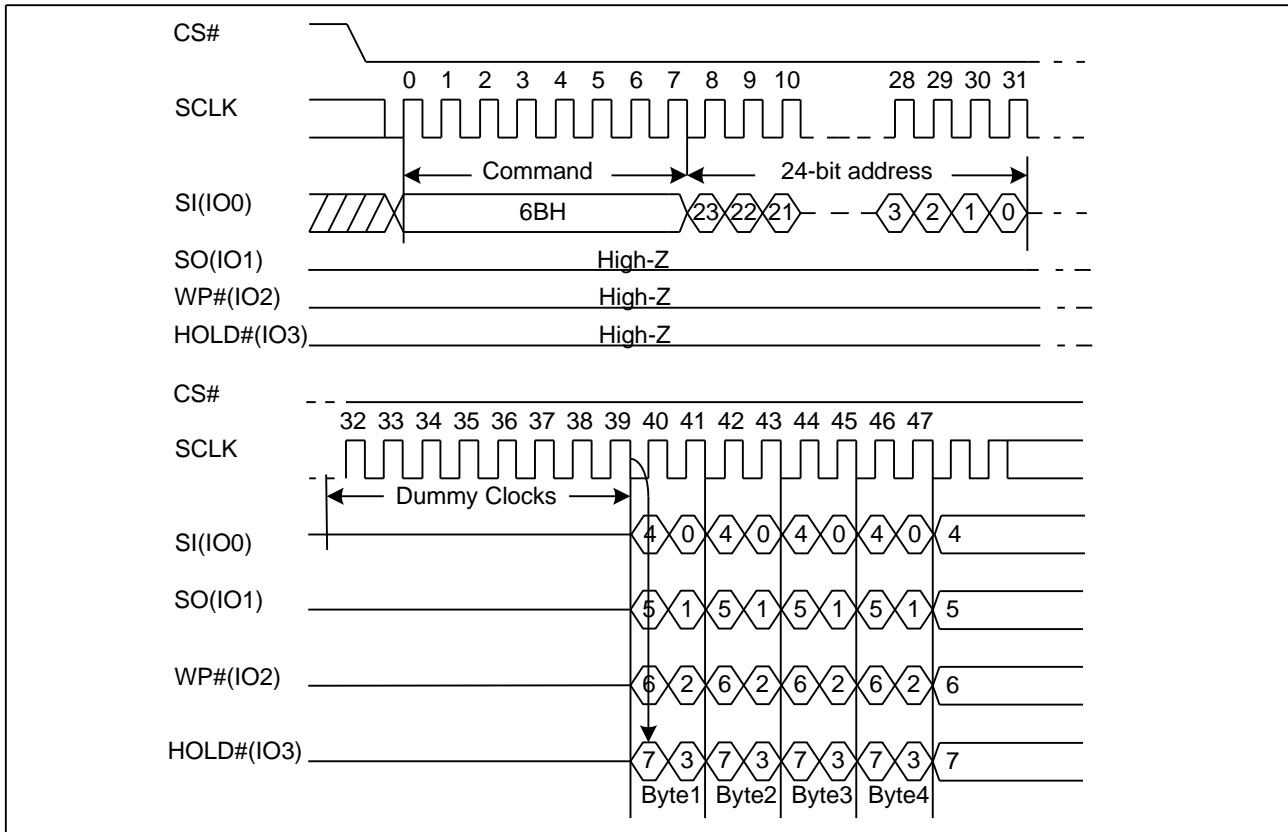 CS#
0 1 2 3 4 5 6 7 8 9 10 28 29 30 31
SCLK
Command 24-bit address
SI(IO0) 6BH 23 22 21 3 2 1 0
SO(IO1) High-Z
WP#(IO2) High-Z
HOLD#(IO3) High-Z
CS#
32 33 34 35 36 37 38 39 40 41 42 43 44 45 46 47
SCLK
Dummy Clocks
SI(IO0) 4 0 4 0 4 0 4 0 4
SO(IO1) 5 1 5 1 5 1 5 1 5
WP#(IO2) 6 2 6 2 6 2 6 2 6
HOLD#(IO3) 7 3 7 3 7 3 7 3 7
Byte1 Byte2 Byte3 Byte4